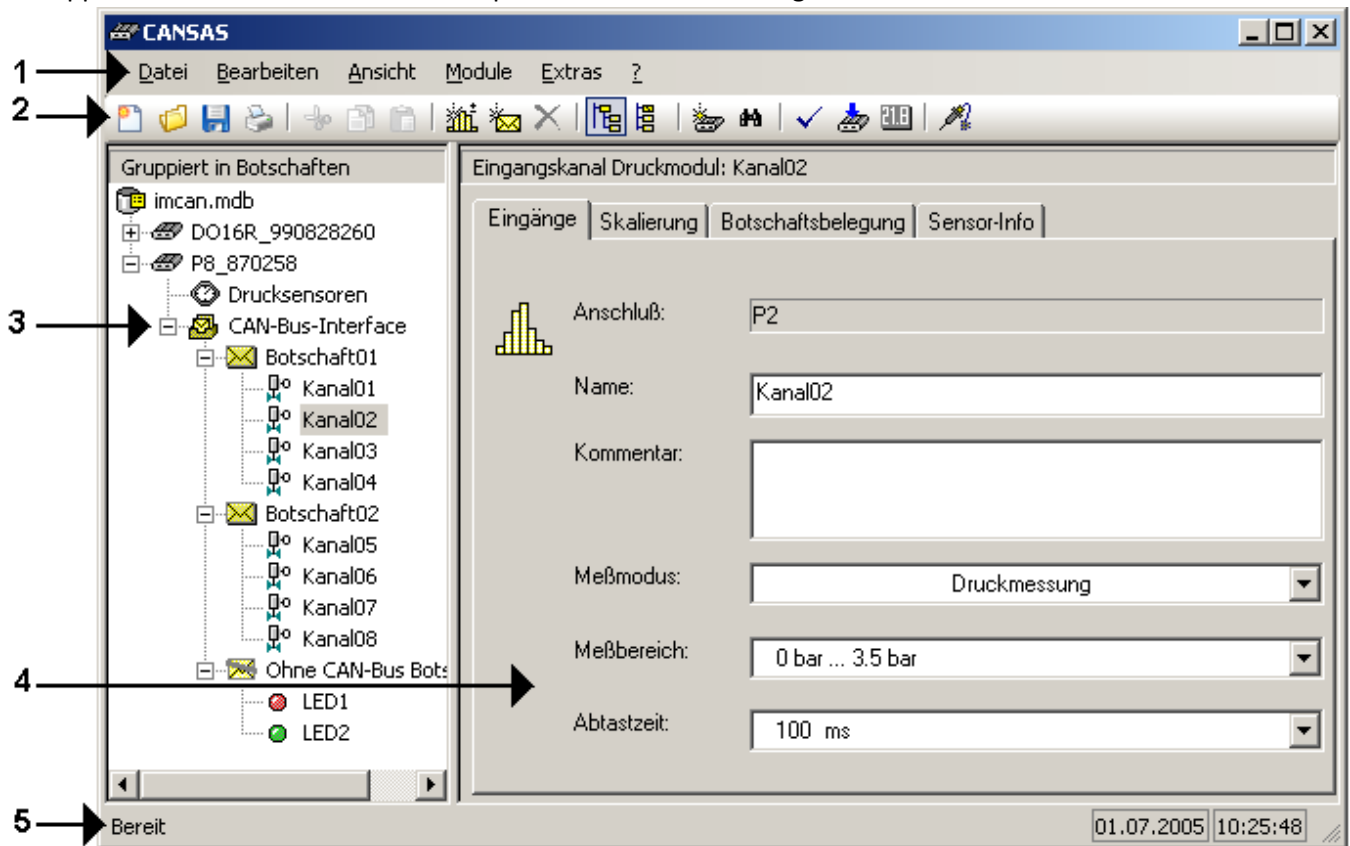 CANSAS
1
Datei Bearbeiten Ansicht Module Extras ?
2
21.8
Gruppiert in Botschaften
imcan.mdb
DO16R_990828260
P8_870258
Drucksensoren
3
CAN-Bus-Interface
Botschaft01
Kanal01
Kanal02
Kanal03
Kanal04
Botschaft02
Kanal05
Kanal06
Kanal07
Kanal08
Ohne CAN-Bus Bots
4
LED1
LED2
Eingangskanal Druckmodul: Kanal02
Eingänge Skalierung Botschaftsbelegung Sensor-Info
Anschluß: P2
Name: Kanal02
Kommentar:
Meßmodus: Druckmessung
Meßbereich: 0 bar ... 3.5 bar
Abtastzeit: 100 ms
5
Bereit
01.07.2005 10:25:48